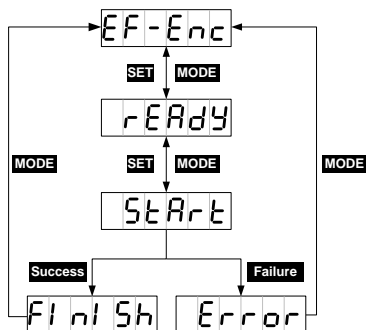 EF-Enc
SET MODE
rEAdY
MODE SET MODE MODE
StArt
Success Failure
FInISh Error